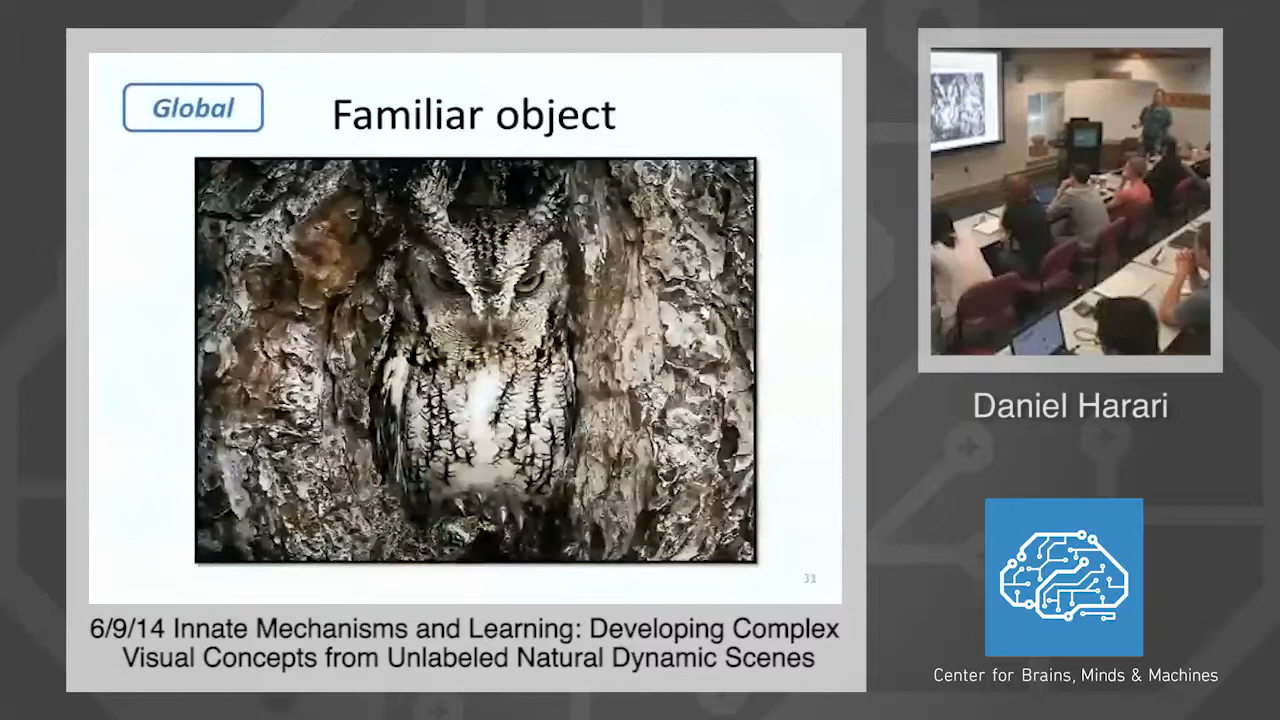 Global
Familiar object
31
6/9/14 Innate Mechanisms and Learning: Developing Complex
Visual Concepts from Unlabeled Natural Dynamic Scenes
Daniel Harari
Center for Brains, Minds & Machines